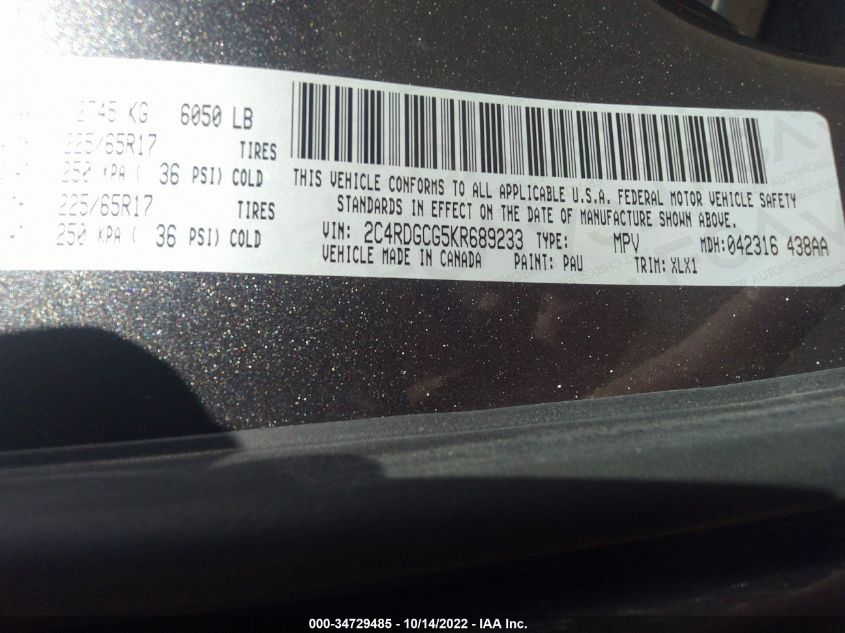 2745 KG 6050 LB
225/65R17 TIRES
250 KPA ( 36 PSI) COLD
225/65R17 TIRES
250 KPA ( 36 PSI) COLD
THIS VEHICLE CONFORMS TO ALL APPLICABLE U.S.A. FEDERAL MOTOR VEHICLE SAFETY
STANDARDS IN EFFECT ON THE DATE OF MANUFACTURE SHOWN ABOVE.
VIN: 2C4RDGCG5KR689233 TYPE: MPV MDH: 042316 438AA
VEHICLE MADE IN CANADA PAINT: PAU TRIM: XLX1
000-34729485 - 10/14/2022 - IAA Inc.